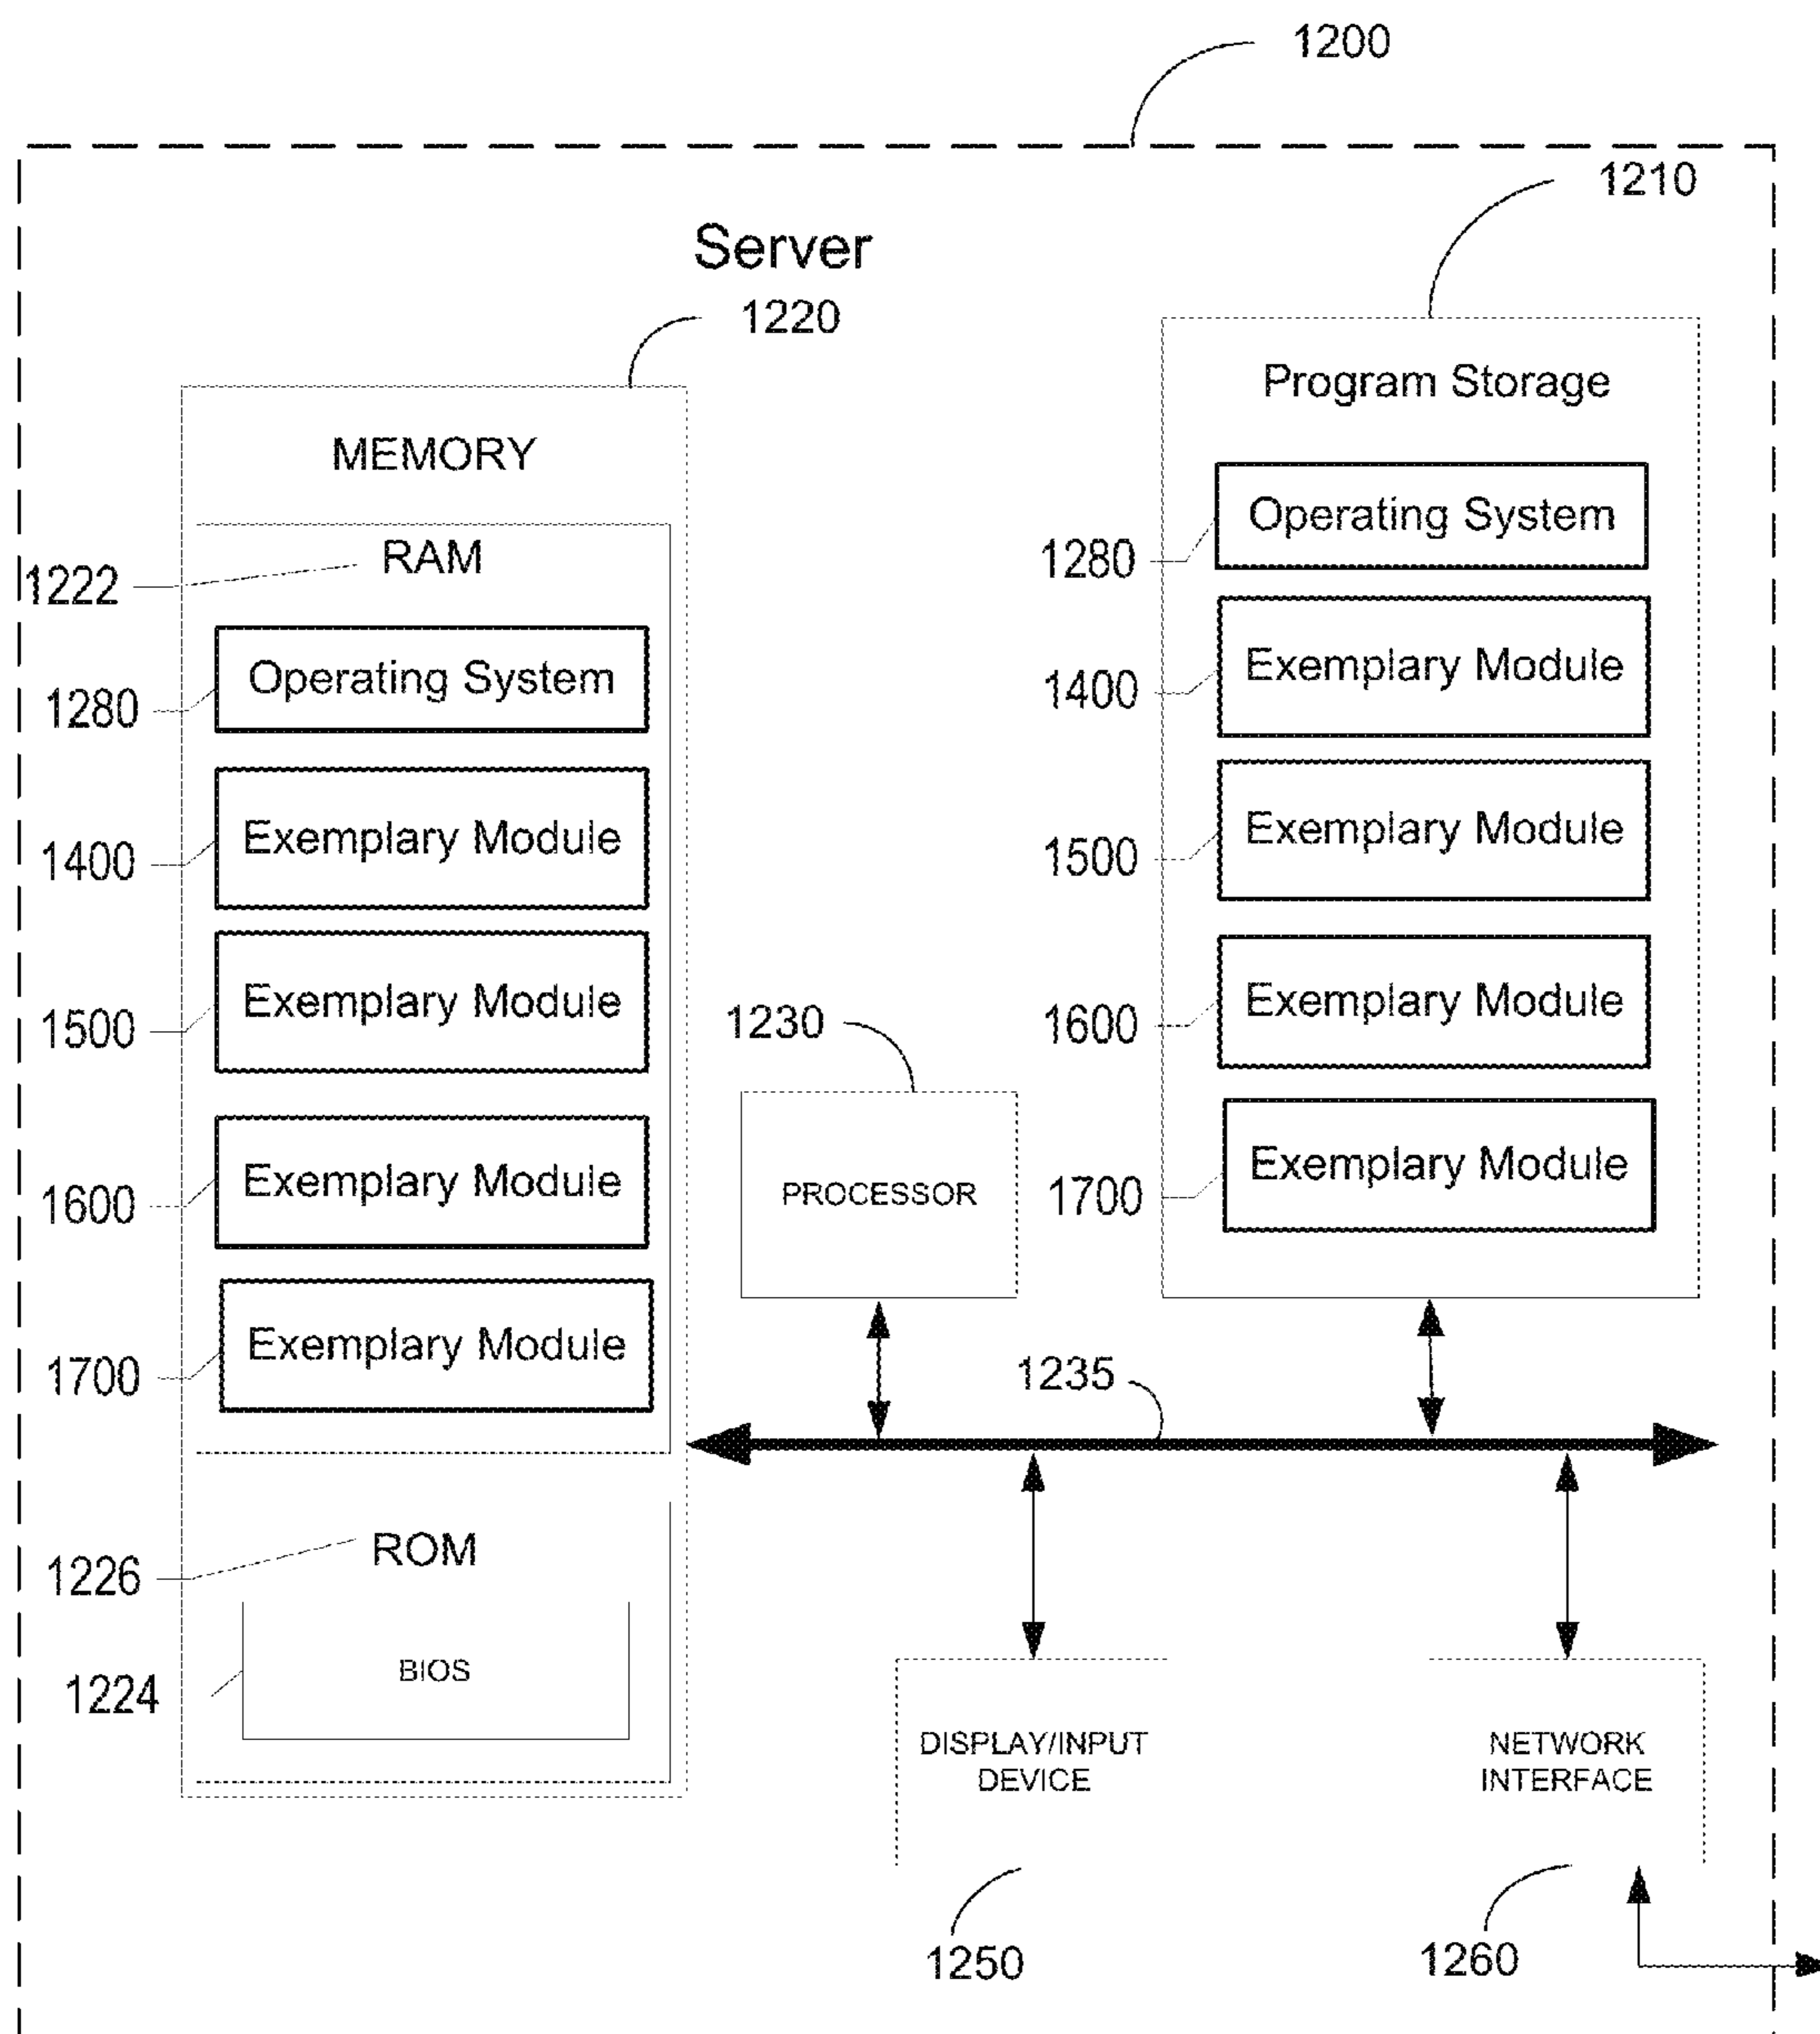 1200
1210
Server
1220
Program Storage
MEMORY
Operating System
1280
RAM
1222
Exemplary Module
1400
Operating System
1280
Exemplary Module
1500
Exemplary Module
1400
Exemplary Module
1600
Exemplary Module
1500
1230
Exemplary Module
1700
Exemplary Module
1600
PROCESSOR
Exemplary Module
1700
1235
ROM
1226
BIOS
1224
DISPLAY/INPUT
DEVICE
NETWORK
INTERFACE
1250
1260